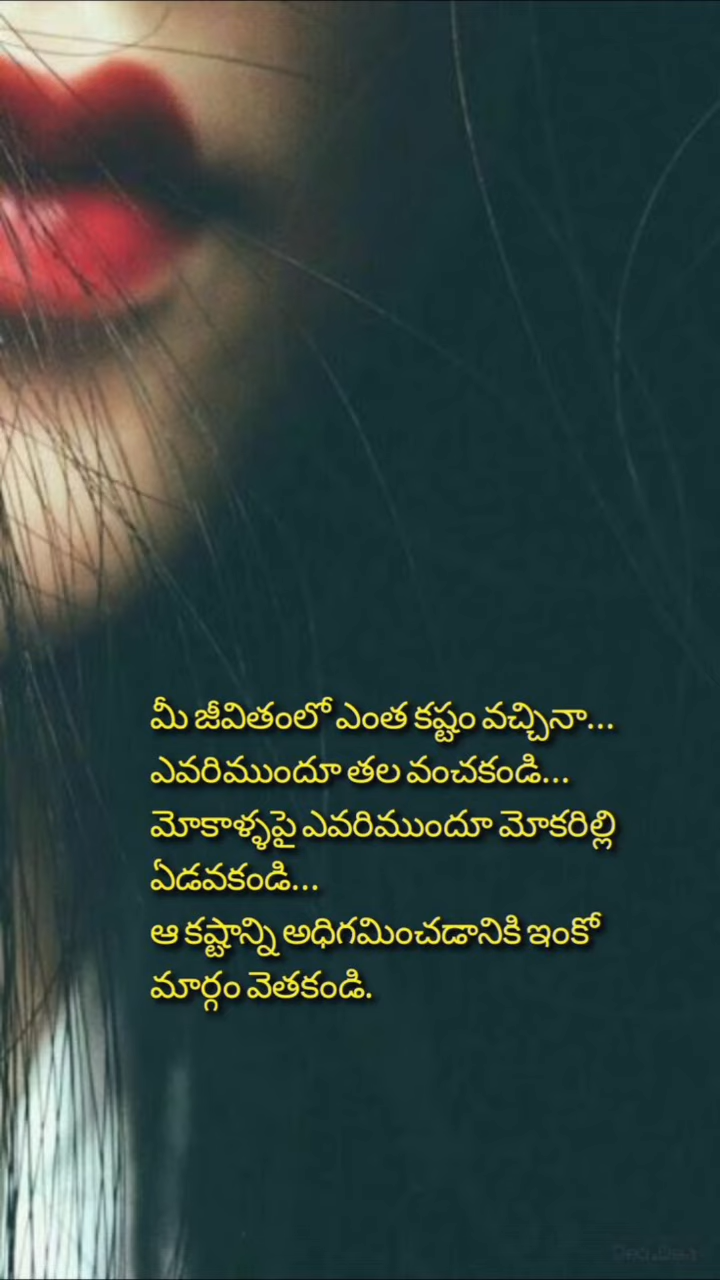 మీ జీవితంలో ఎంత కష్టం వచ్చినా...
ఎవరిముందూ తల వంచకండి...
మోకాళ్ళపై ఎవరిముందూ మోకరిల్లి
ఏడవకండి...
ఆ కష్టాన్ని అధిగమించడానికి ఇంకో
మార్గం వెతకండి.